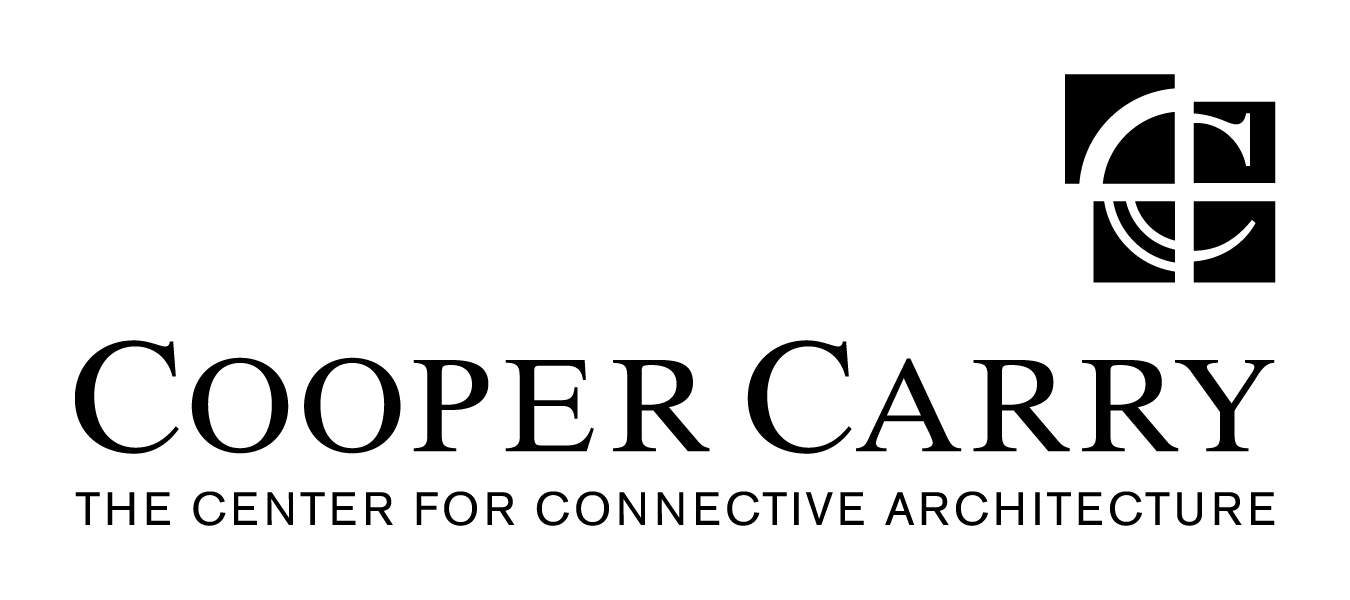 COOPER CARRY
THE CENTER FOR CONNECTIVE ARCHITECTURE